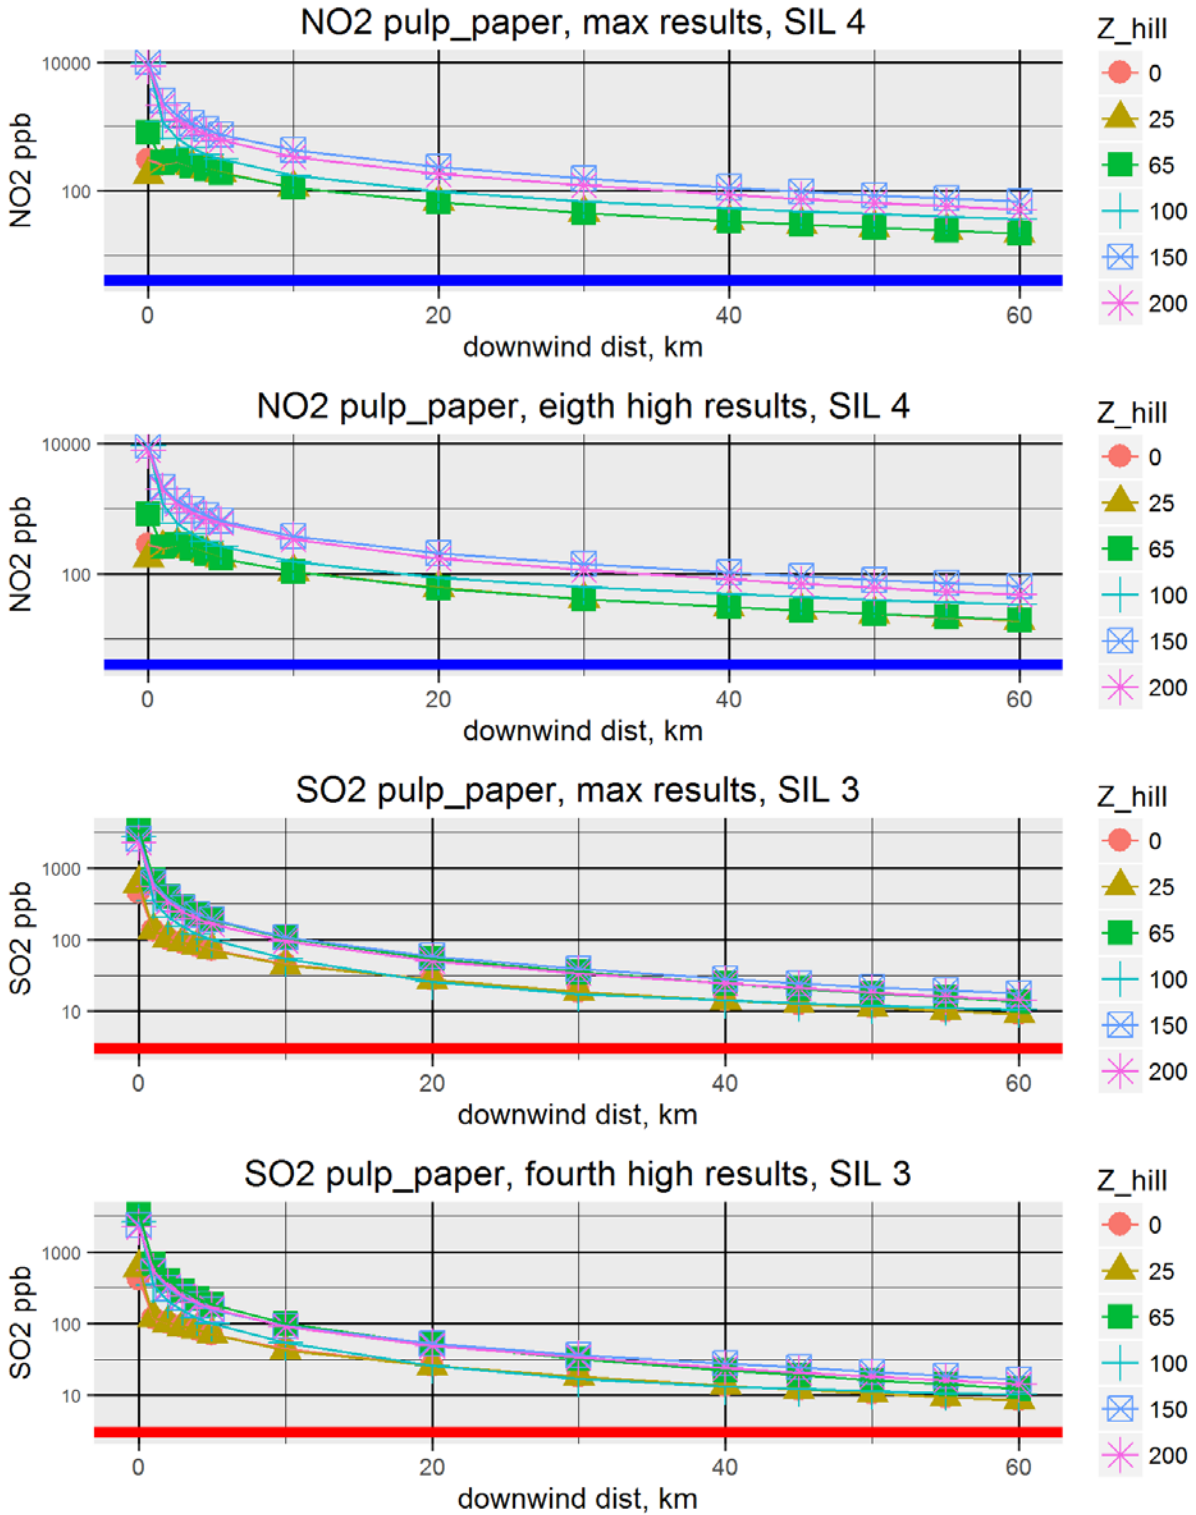 NO2 pulp_paper, max results, SIL 4
NO2 ppb
10000
100
0 20 40 60
downwind dist, km
Z_hill
0
25
65
100
150
200
NO2 pulp_paper, eigth high results, SIL 4
NO2 ppb
10000
100
0 20 40 60
downwind dist, km
Z_hill
0
25
65
100
150
200
SO2 pulp_paper, max results, SIL 3
SO2 ppb
1000
100
10
0 20 40 60
downwind dist, km
Z_hill
0
25
65
100
150
200
SO2 pulp_paper, fourth high results, SIL 3
SO2 ppb
1000
100
10
0 20 40 60
downwind dist, km
Z_hill
0
25
65
100
150
200